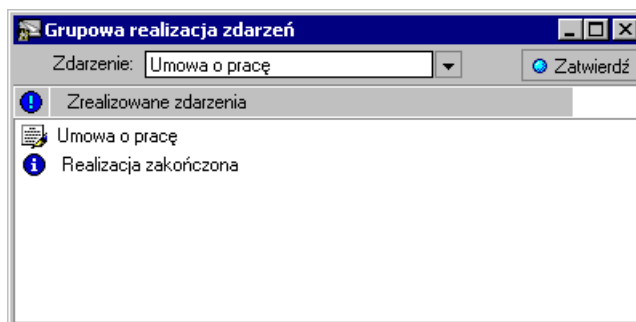 Grupowa realizacja zdarzeń
Zdarzenie: Umowa o pracę Zatwierdź
Zrealizowane zdarzenia
Umowa o pracę
Realizacja zakończona